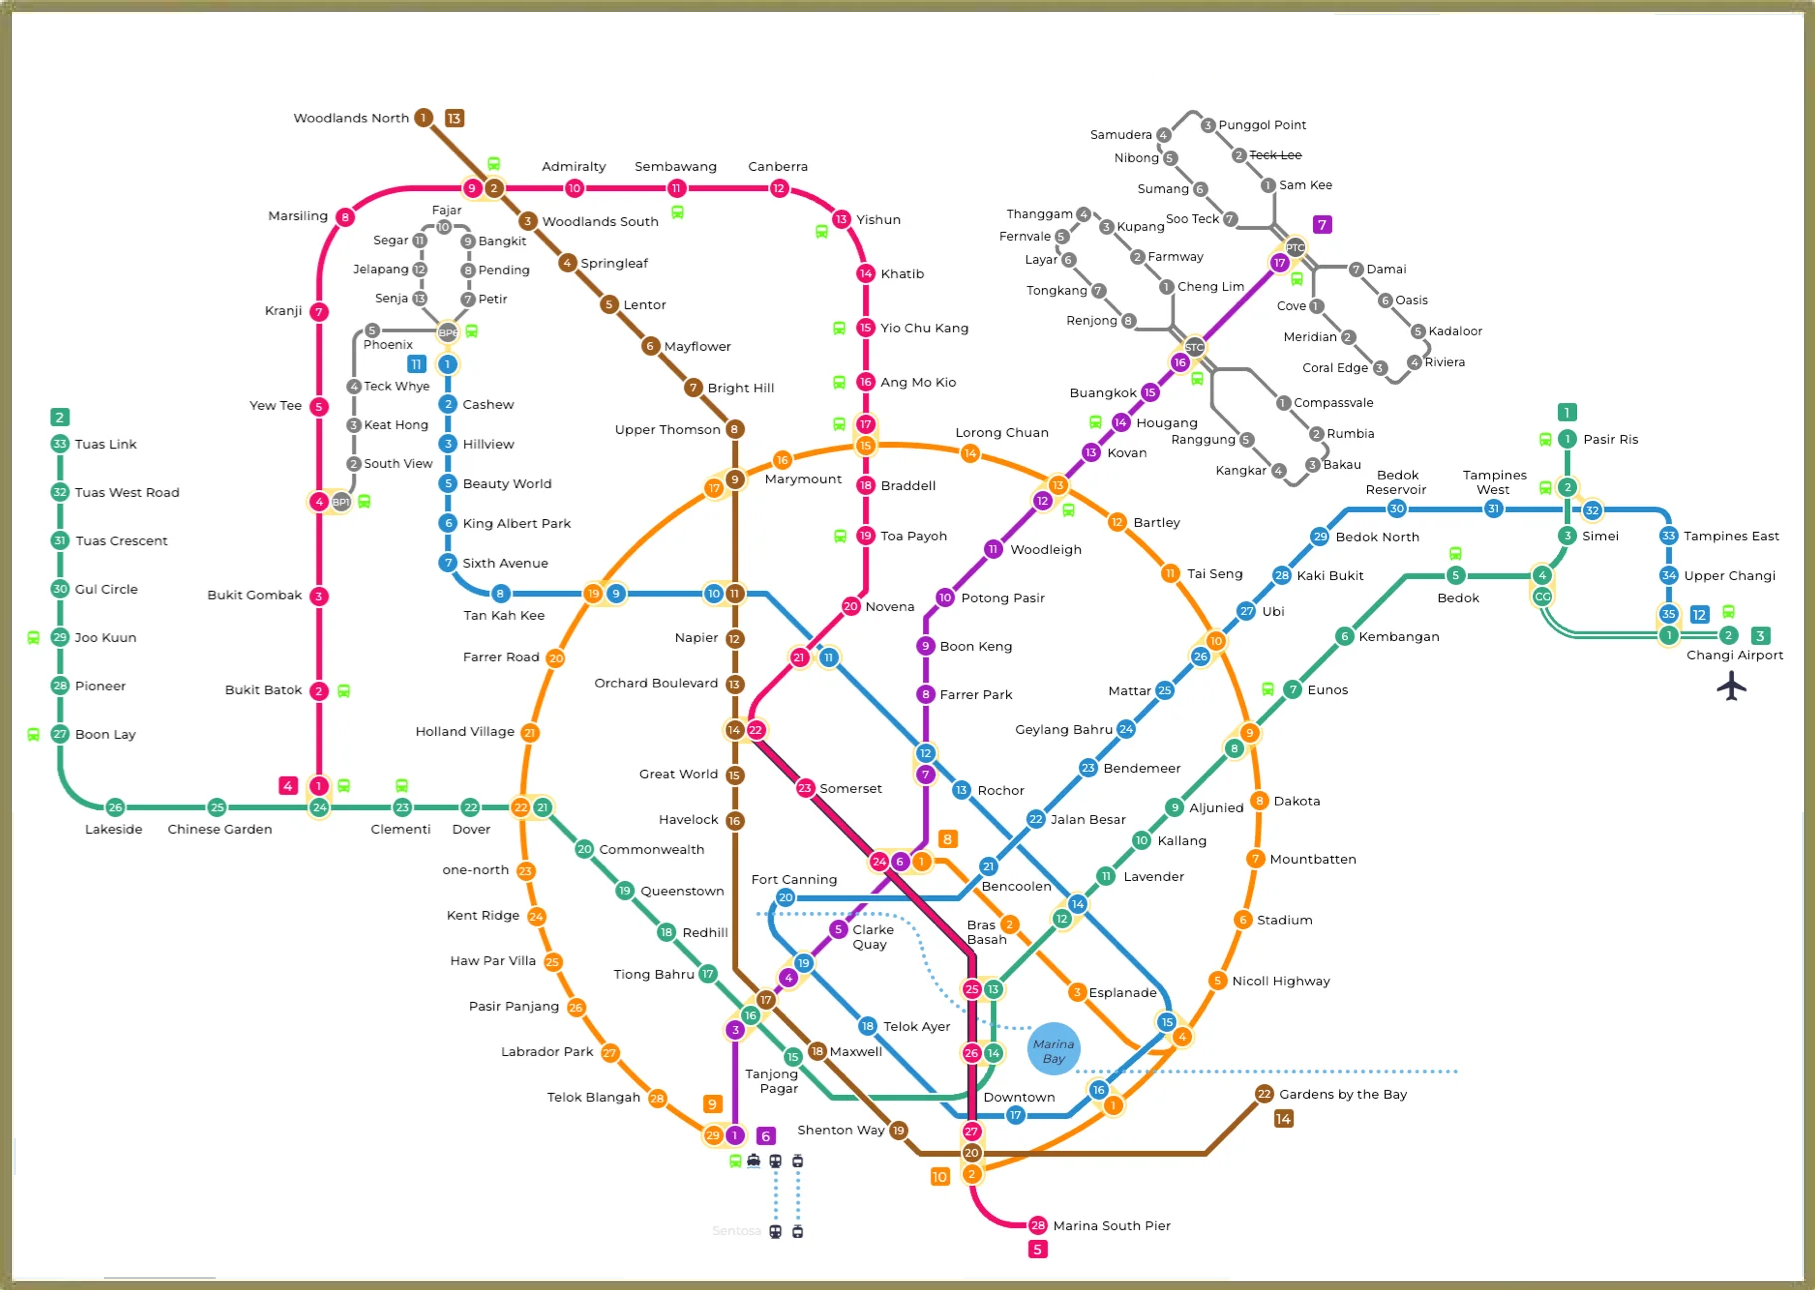 Woodlands North 1 13
Admiralty
Sembawang
Canberra
9 2 10 11 12
Marsiling 8
13 Yishun
3 Woodlands South
Fajar
10
Segar 11
9 Bangkit
Jelapang 12
8 Pending
Senja 13
7 Petir
4 Springleaf
14 Khatib
5 Lentor
Kranji 7
15 Yio Chu Kang
5
Phoenix
BP6
11 1
6 Mayflower
16 Ang Mo Kio
4 Teck Whye
7 Bright Hill
Yew Tee 5
2 Cashew
3 Keat Hong
Upper Thomson 8
17
15
3 Hillview
2 South View
16
Marymount
17 9
5 Beauty World
18 Braddell
4 BP1
6 King Albert Park
19 Toa Payoh
7 Sixth Avenue
8
Tan Kah Kee
19 9
10 11
20 Novena
Bukit Gombak 3
Napier 12
21 11
Farrer Road 20
Orchard Boulevard 13
Bukit Batok 2
14 22
Holland Village 21
Great World 15
23 Somerset
Havelock 16
2
33 Tuas Link
32 Tuas West Road
31 Tuas Crescent
30 Gul Circle
29 Joo Kuun
28 Pioneer
27 Boon Lay
4 1
26 25 24 23 22 22 21
Lakeside
Chinese Garden
Clementi
Dover
20 Commonwealth
one-north 23
19 Queenstown
Kent Ridge 24
18 Redhill
Haw Par Villa 25
Tiong Bahru 17
Pasir Panjang 26
Labrador Park 27
Telok Blangah 28
9
29 1 6
Sentosa
Samudera 4
3 Punggol Point
Nibong 5
2 Teck Lee
Sumang 6
1 Sam Kee
Soo Teck 7
7
PTC
17
Thanggam 4
3 Kupang
Fernvale 5
2 Farmway
Layar 6
1 Cheng Lim
Tongkang 7
Renjong 8
STC
16
7 Damai
6 Oasis
Cove 1
5 Kadaloor
Meridian 2
4 Riviera
Coral Edge 3
1 Compassvale
2 Rumbia
Ranggung 5
3 Bakau
Kangkar 4
Buangkok 15
14 Hougang
13 Kovan
Lorong Chuan
14
13
12
12 Bartley
11 Woodleigh
11 Tai Seng
10 Potong Pasir
9 Boon Keng
8 Farrer Park
12
7
13 Rochor
10
26
Mattar 25
Geylang Bahru 24
23 Bendemeer
22 Jalan Besar
21
Bencoolen
27 Ubi
28 Kaki Bukit
29 Bedok North
Bedok
Reservoir
30
Tampines
West
31
32
1
1 Pasir Ris
2
3 Simei
33 Tampines East
34 Upper Changi
35 12
4
CG
5
Bedok
6 Kembangan
1 2 3
Changi Airport
7 Eunos
9
8
9 Aljunied
8 Dakota
10 Kallang
7 Mountbatten
11 Lavender
6 Stadium
14
12
5 Nicoll Highway
24 6 1
8
Fort Canning
20
5 Clarke
Quay
Bras
Basah
2
19
4
17
16
3
25 13
3 Esplanade
18 Telok Ayer
15
4
26 14
Marina
Bay
18 Maxwell
15
Tanjong
Pagar
16
1
Downtown
17
Shenton Way 19
27
20
10 2
22 Gardens by the Bay
14
28 Marina South Pier
5